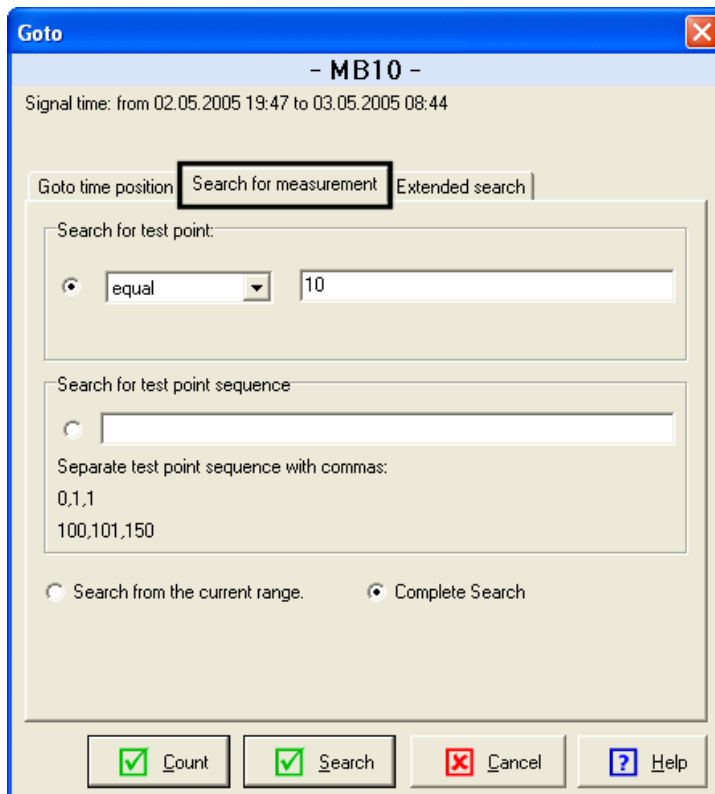 Goto
- MB10 -
Signal time: from 02.05.2005 19:47 to 03.05.2005 08:44
Goto time position Search for measurement Extended search
Search for test point:
equal 10
Search for test point sequence
Separate test point sequence with commas:
0,1,1
100,101,150
Search from the current range. Complete Search
Count Search Cancel ? Help